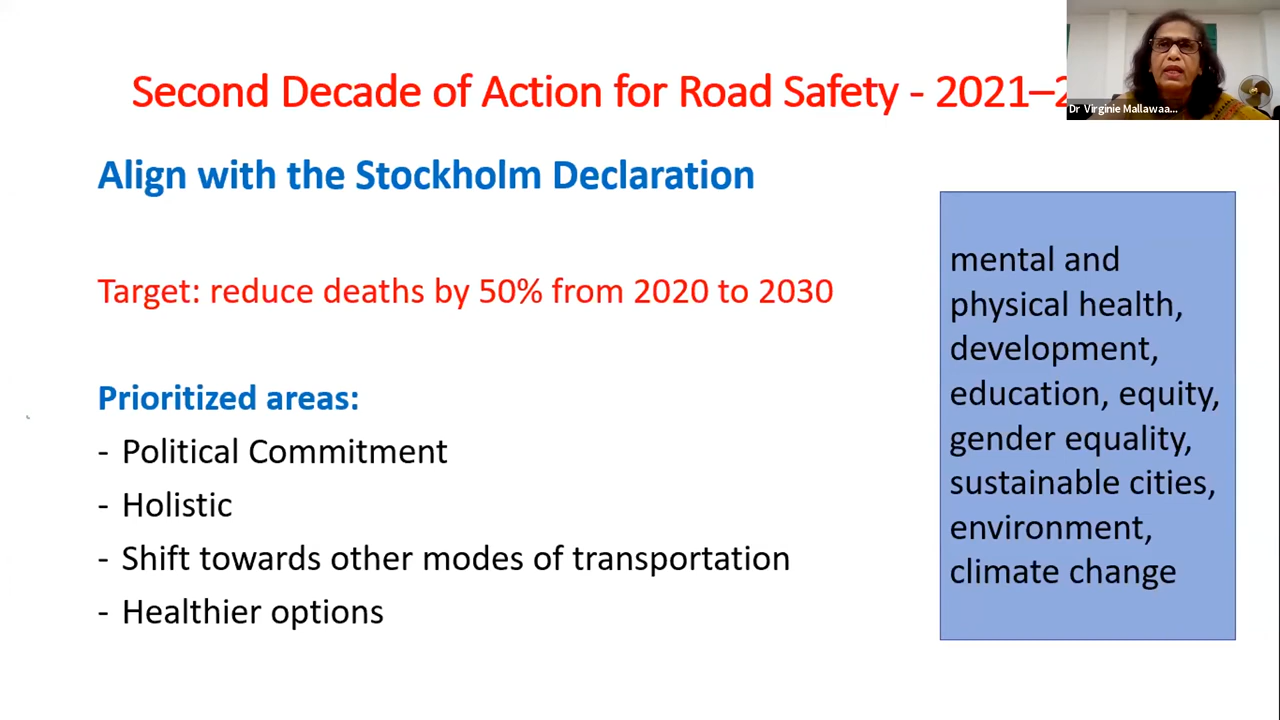 Second Decade of Action for Road Safety - 2021–2
Dr Virginie Mallawaa...
Align with the Stockholm Declaration
Target: reduce deaths by 50% from 2020 to 2030
Prioritized areas:
- Political Commitment
- Holistic
- Shift towards other modes of transportation
- Healthier options
mental and
physical health,
development,
education, equity,
gender equality,
sustainable cities,
environment,
climate change